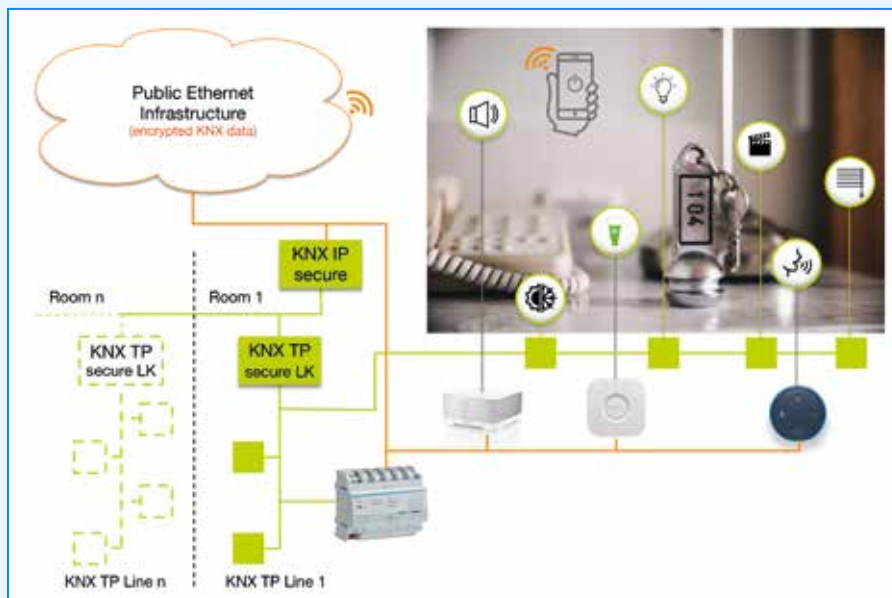 Public Ethernet
Infrastructure
(encrypted KNX data)
104
KNX IP
secure
Room n
Room 1
KNX TP
secure LK
KNX TP
secure LK
KNX TP Line n
KNX TP Line 1